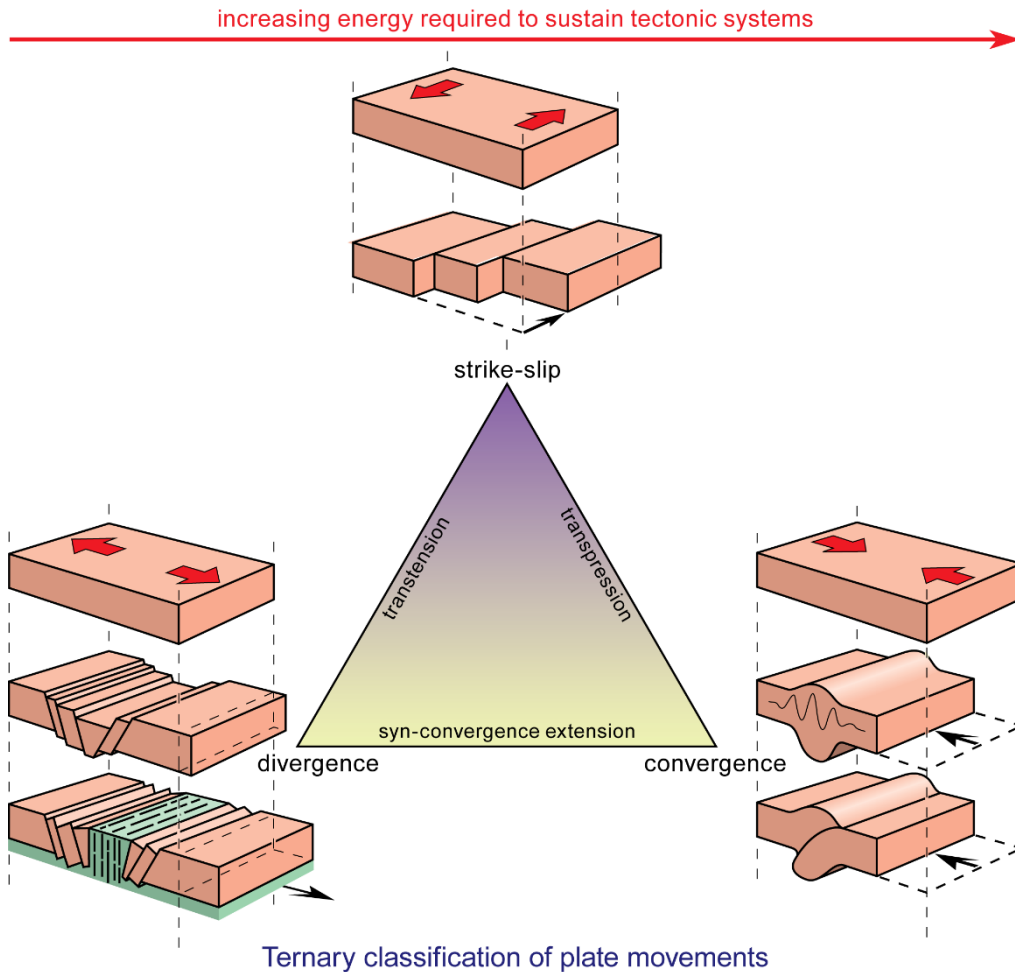 increasing energy required to sustain tectonic systems
strike-slip
transtension
transpression
syn-convergence extension
divergence
convergence
Ternary classification of plate movements